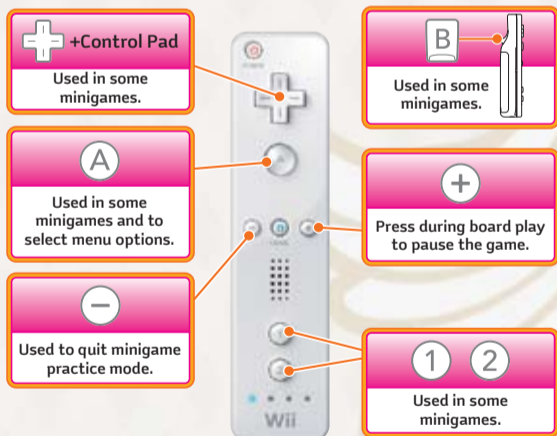 +Control Pad
Used in some
minigames.
A
Used in some
minigames and to
select menu options.
−
Used to quit minigame
practice mode.
B
Used in some
minigames.
+
Press during board play
to pause the game.
1 2
Used in some
minigames.
POWER
HOME
Wii